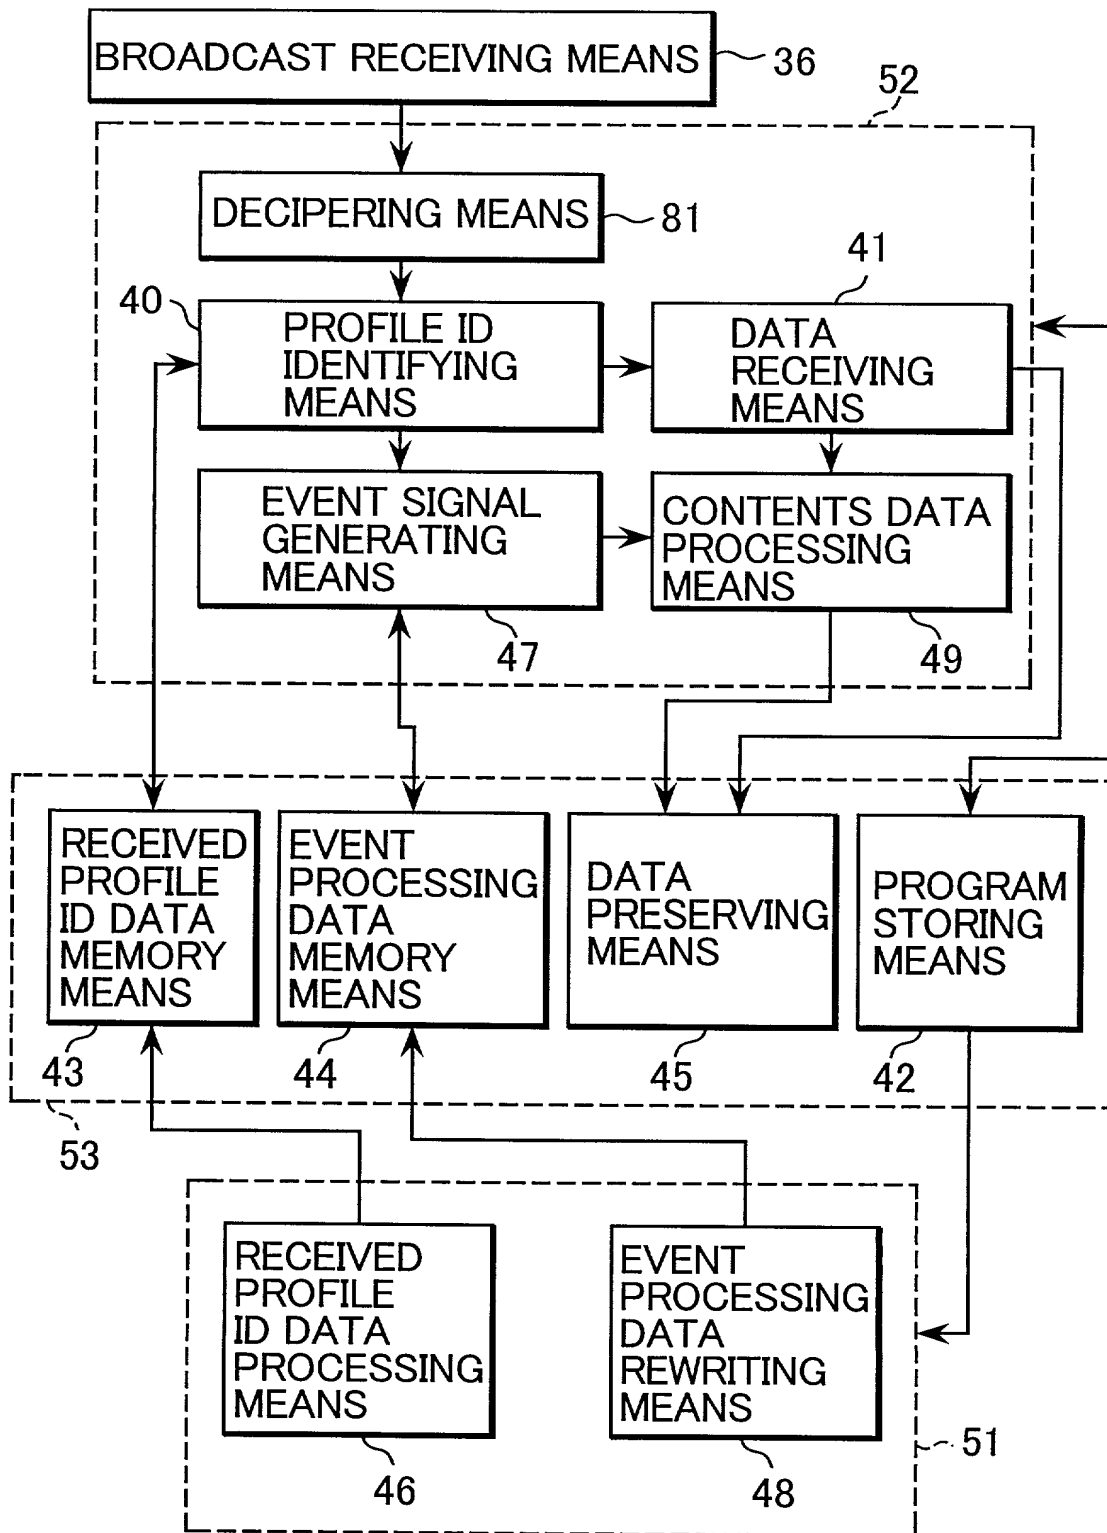 BROADCAST RECEIVING MEANS
36
52
DECIPERING MEANS
81
40
PROFILE ID
IDENTIFYING
MEANS
41
DATA
RECEIVING
MEANS
EVENT SIGNAL
GENERATING
MEANS
47
CONTENTS DATA
PROCESSING
MEANS
49
RECEIVED
PROFILE
ID DATA
MEMORY
MEANS
43
EVENT
PROCESSING
DATA
MEMORY
MEANS
44
DATA
PRESERVING
MEANS
45
PROGRAM
STORING
MEANS
42
53
RECEIVED
PROFILE
ID DATA
PROCESSING
MEANS
46
EVENT
PROCESSING
DATA
REWRITING
MEANS
48
51